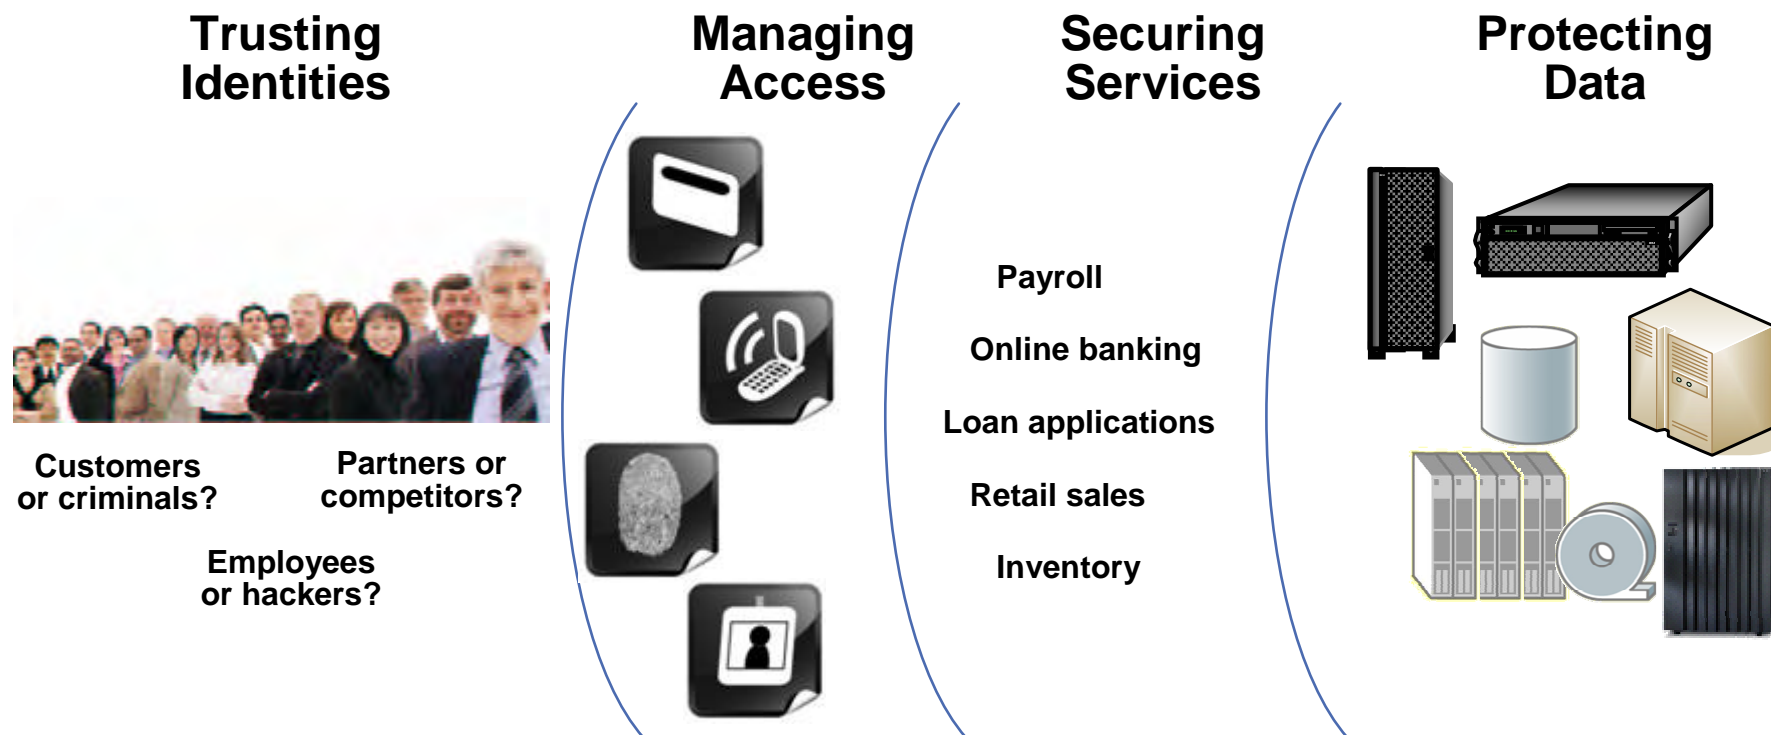 Trusting
Identities
Managing
Access
Securing
Services
Protecting
Data
Customers
or criminals?
Partners or
competitors?
Employees
or hackers?
Payroll
Online banking
Loan applications
Retail sales
Inventory